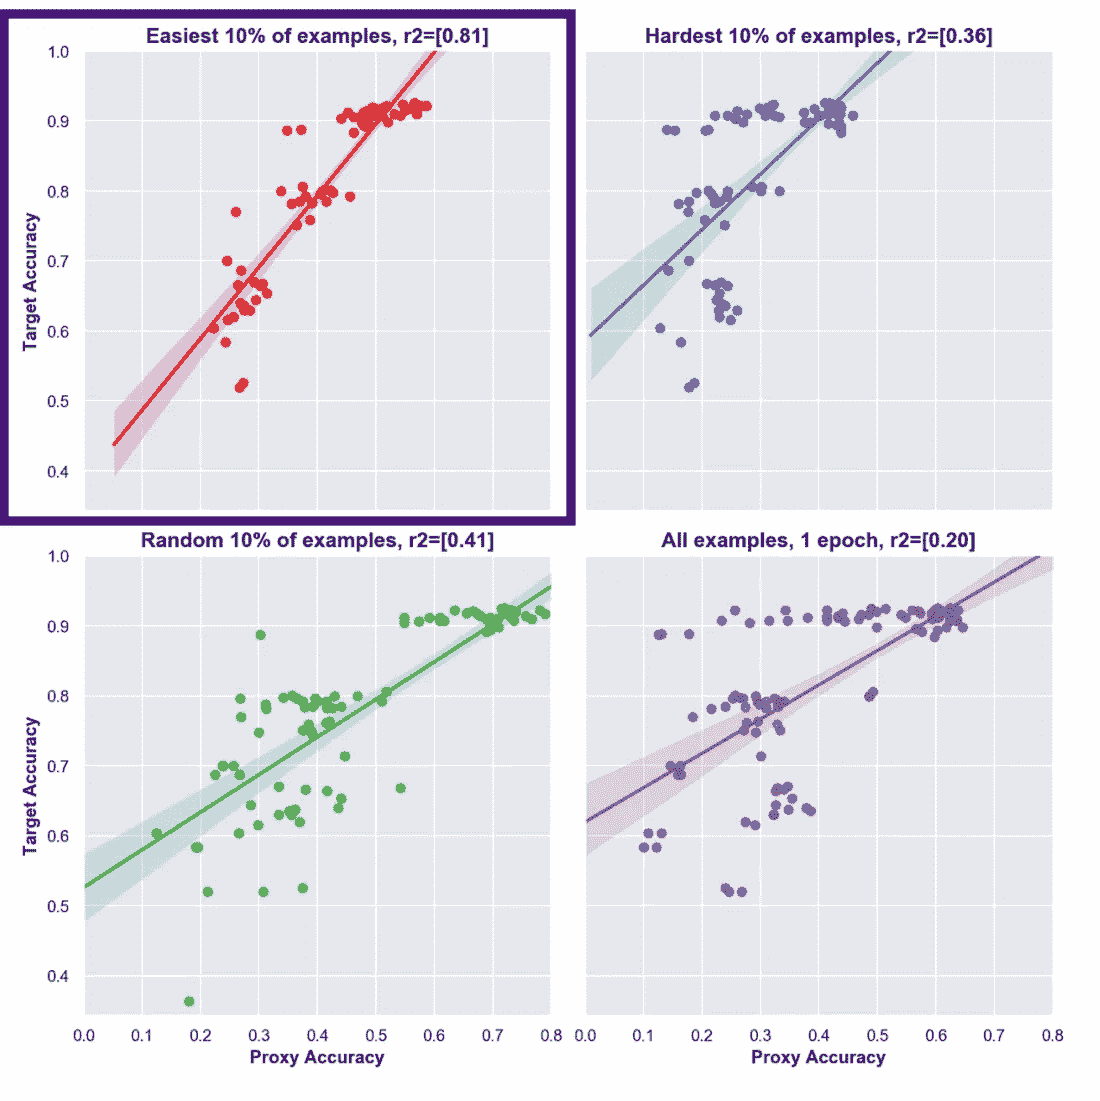 Easiest 10% of examples, r2=[0.81]
Hardest 10% of examples, r2=[0.36]
1.0
0.9
0.8
0.7
0.6
0.5
0.4
Target Accuracy
Random 10% of examples, r2=[0.41]
All examples, 1 epoch, r2=[0.20]
1.0
0.9
0.8
0.7
0.6
0.5
0.4
Target Accuracy
0.0 0.1 0.2 0.3 0.4 0.5 0.6 0.7 0.8
0.0 0.1 0.2 0.3 0.4 0.5 0.6 0.7 0.8
Proxy Accuracy
Proxy Accuracy